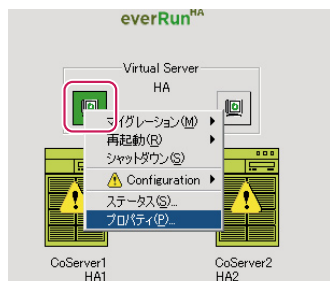 everRun HA
Virtual Server
HA
マイグレーション(M)
再起動(R)
シャットダウン(S)
Configuration
ステータス(S)...
プロパティ(P)...
CoServer1
HA1
CoServer2
HA2